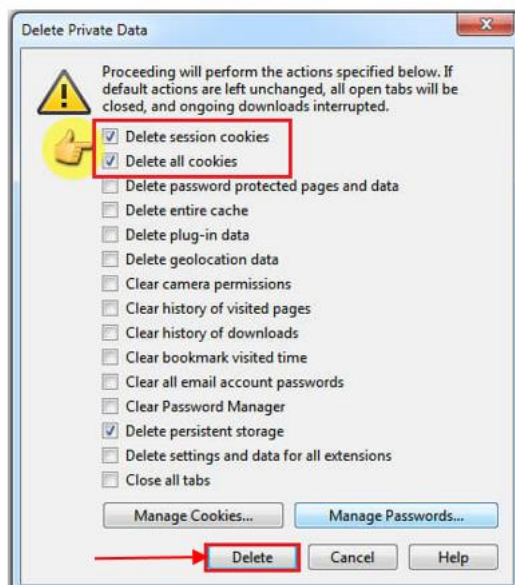 Delete Private Data
Proceeding will perform the actions specified below. If
default actions are left unchanged, all open tabs will be
closed, and ongoing downloads interrupted.
Delete session cookies
Delete all cookies
Delete password protected pages and data
Delete entire cache
Delete plug-in data
Delete geolocation data
Clear camera permissions
Clear history of visited pages
Clear history of downloads
Clear bookmark visited time
Clear all email account passwords
Clear Password Manager
Delete persistent storage
Delete settings and data for all extensions
Close all tabs
Manage Cookies... Manage Passwords...
Delete Cancel Help